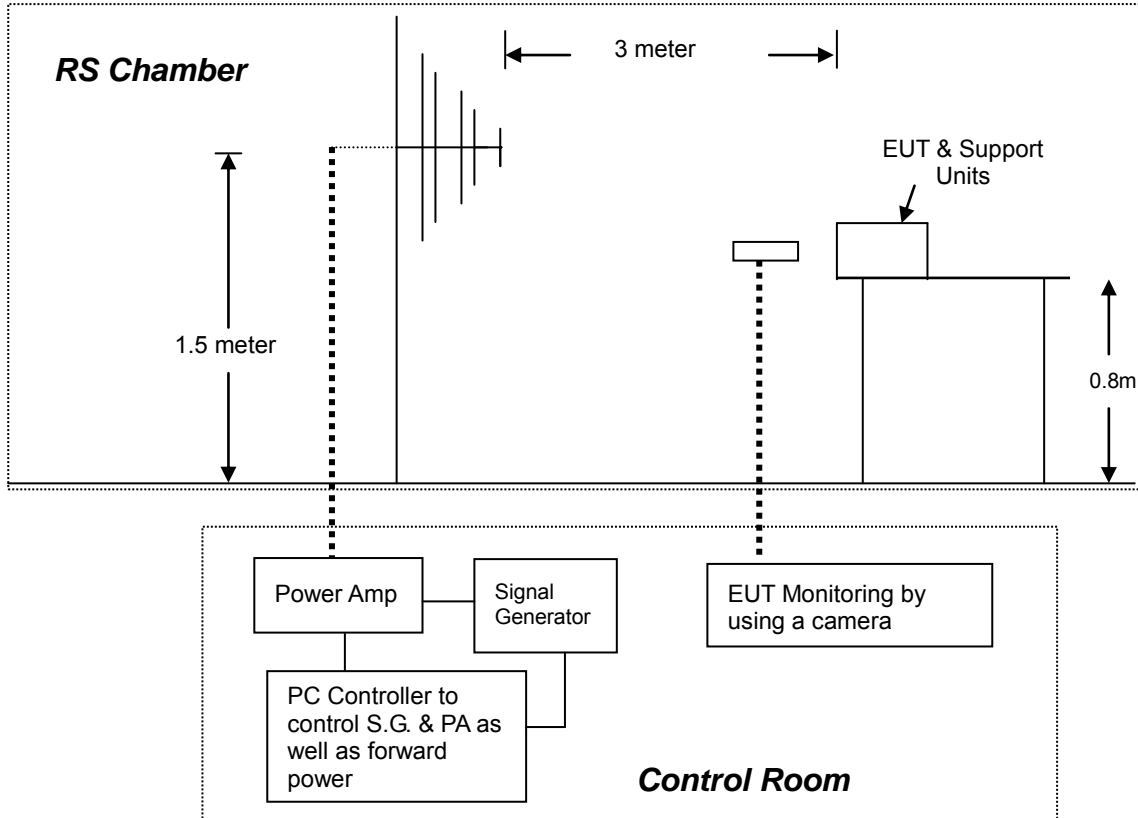 RS Chamber
3 meter
EUT & Support
Units
1.5 meter
0.8m
Power Amp
Signal
Generator
EUT Monitoring by
using a camera
PC Controller to
control S.G. & PA as
well as forward
power
Control Room